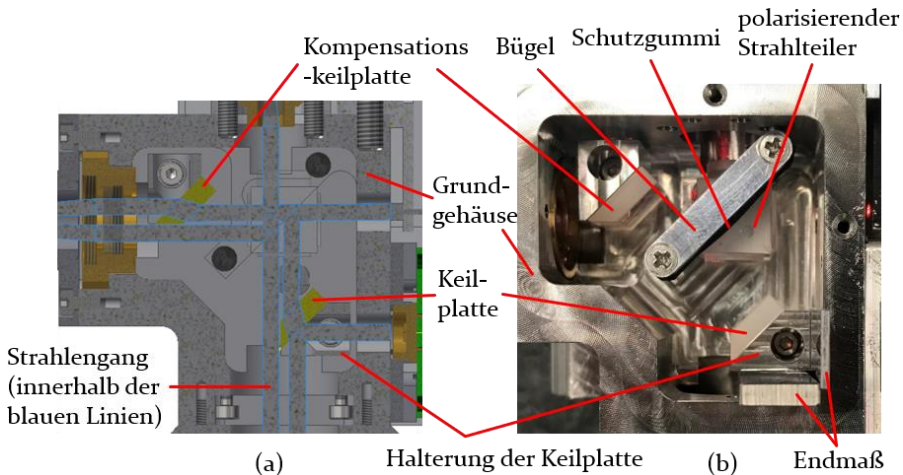 Kompensations
-keilplatte
Bügel
Schutzgummi
polarisierender
Strahlteiler
Grund-
gehäuse
Keil-
platte
Strahlengang
(innerhalb der
blauen Linien)
(a)
Halterung der Keilplatte
(b)
Endmaß